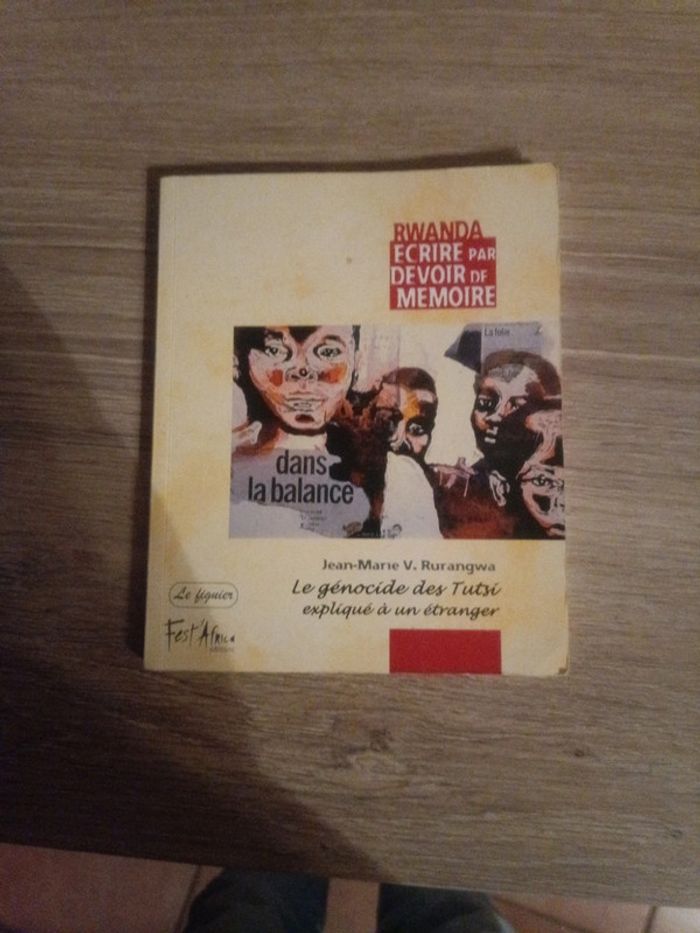 RWANDA
ECRIRE PAR
DEVOIR DE
MEMOIRE
La folie
dans
la balance
Jean-Marie V. Rurangwa
Le génocide des Tutsi
expliqué à un étranger
Le figuier
Fest'Africa
éditions